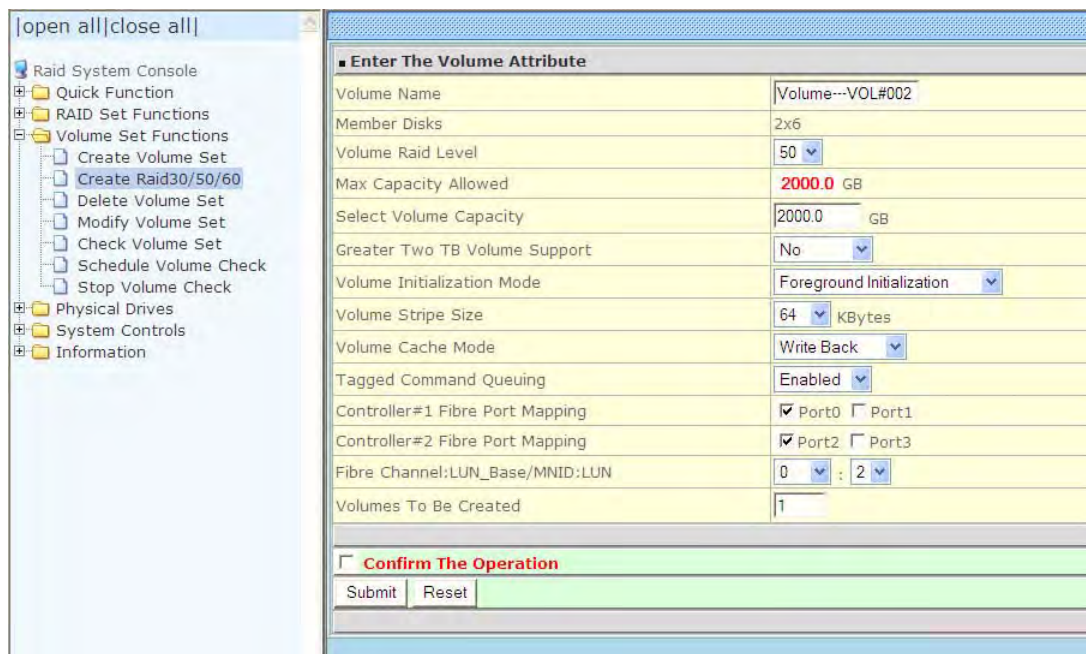 |open all|close all|
Raid System Console
Quick Function
RAID Set Functions
Volume Set Functions
Create Volume Set
Create Raid30/50/60
Delete Volume Set
Modify Volume Set
Check Volume Set
Schedule Volume Check
Stop Volume Check
Physical Drives
System Controls
Information
Enter The Volume Attribute
Volume Name Volume---VOL#002
Member Disks 2x6
Volume Raid Level 50
Max Capacity Allowed 2000.0 GB
Select Volume Capacity 2000.0 GB
Greater Two TB Volume Support No
Volume Initialization Mode Foreground Initialization
Volume Stripe Size 64 KBytes
Volume Cache Mode Write Back
Tagged Command Queuing Enabled
Controller#1 Fibre Port Mapping Port0 Port1
Controller#2 Fibre Port Mapping Port2 Port3
Fibre Channel:LUN_Base/MNID:LUN 0 : 2
Volumes To Be Created 1
Confirm The Operation
Submit Reset